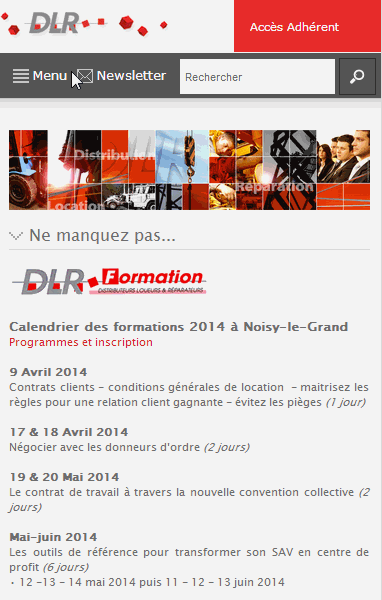 DLR
Accès Adhérent
Menu Newsletter Rechercher
Distribution
Réparation
Location
Ne manquez pas...
DLR Formation
DISTRIBUTEURS LOUEURS & RÉPARATEURS
Calendrier des formations 2014 à Noisy-le-Grand
Programmes et inscription
9 Avril 2014
Contrats clients – conditions générales de location – maitrisez les
règles pour une relation client gagnante – évitez les pièges (1 jour)
17 & 18 Avril 2014
Négocier avec les donneurs d'ordre (2 jours)
19 & 20 Mai 2014
Le contrat de travail à travers la nouvelle convention collective (2
jours)
Mai-juin 2014
Les outils de référence pour transformer son SAV en centre de
profit (6 jours)
• 12 –13 – 14 mai 2014 puis 11 – 12 – 13 juin 2014